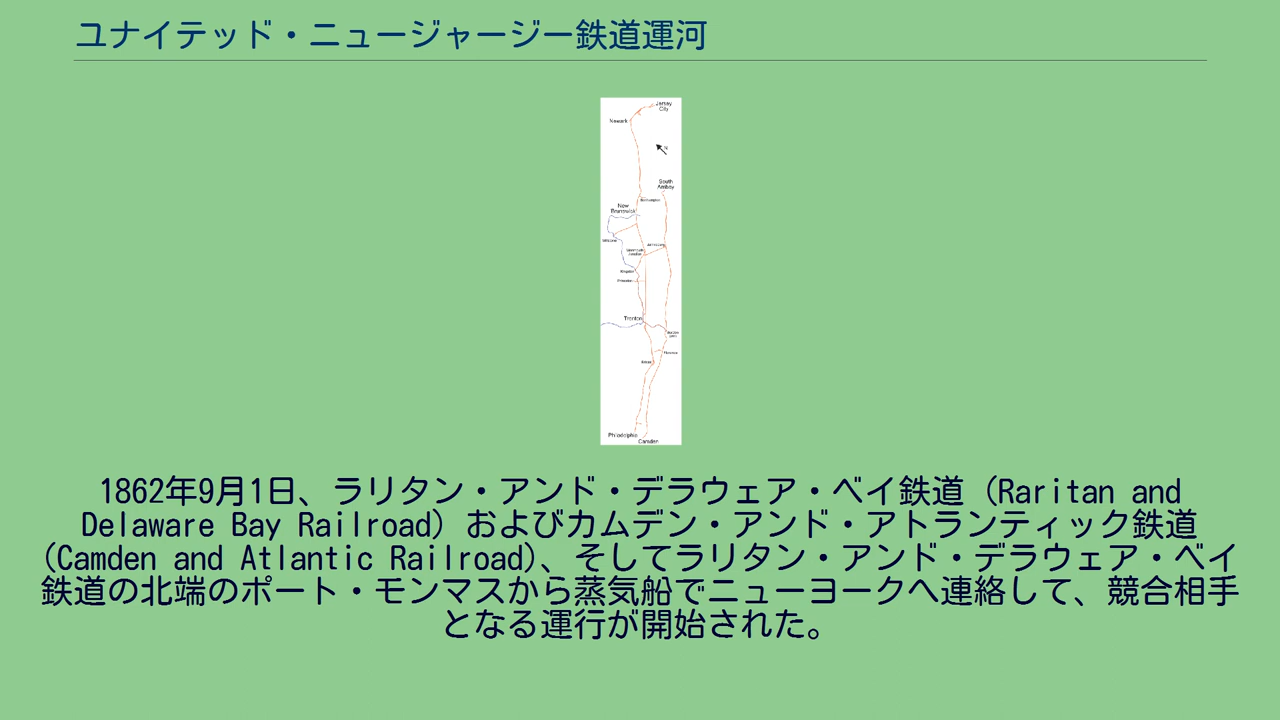 ユナイテッド・ニュージャージー鉄道運河
Jersey
City
Newark
South
Amboy
New
Brunswick
Kingston
Princeton
Trenton
Philadelphia
Camden
1862年9月1日、ラリタン・アンド・デラウェア・ベイ鉄道（Raritan and
Delaware Bay Railroad）およびカムデン・アンド・アトランティック鉄道
(Camden and Atlantic Railroad)、そしてラリタン・アンド・デラウェア・ベイ
鉄道の北端のポート・モンマスから蒸気船でニューヨークへ連絡して、競合相手
となる運行が開始された。